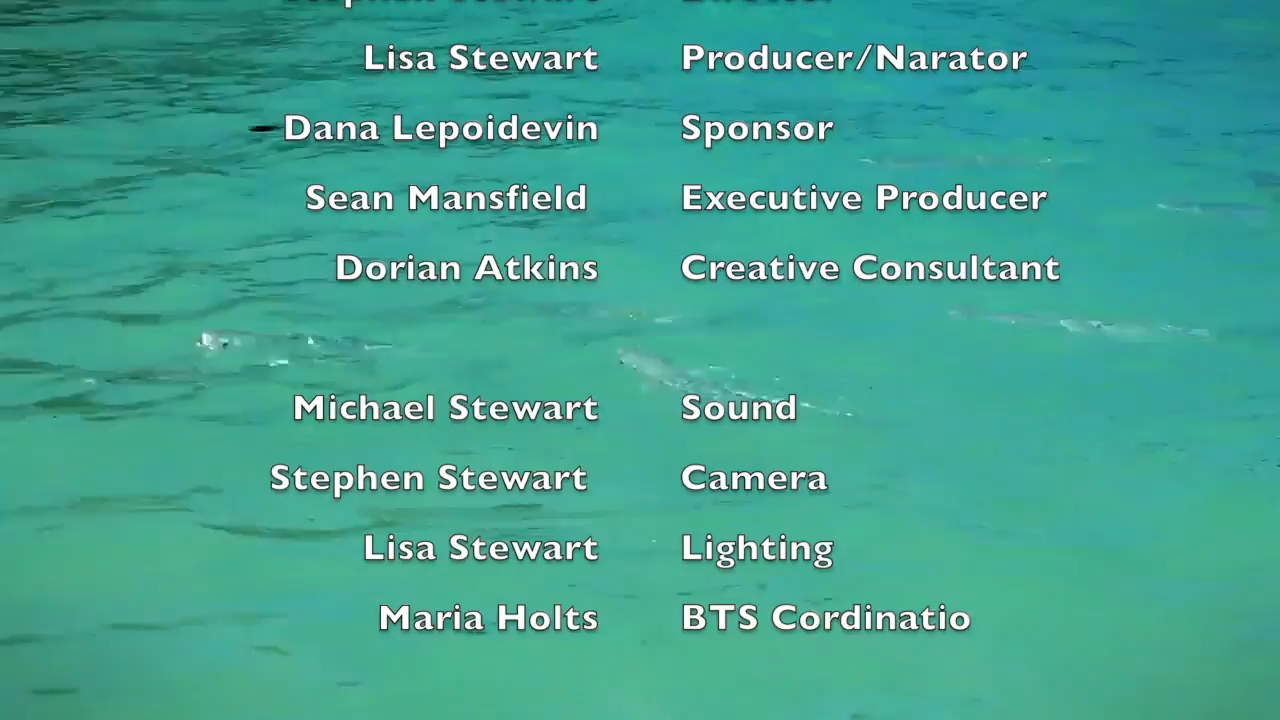 Lisa Stewart Producer/Narator
Dana Lepoidevin Sponsor
Sean Mansfield Executive Producer
Dorian Atkins Creative Consultant
Michael Stewart Sound
Stephen Stewart Camera
Lisa Stewart Lighting
Maria Holts BTS Cordinatio